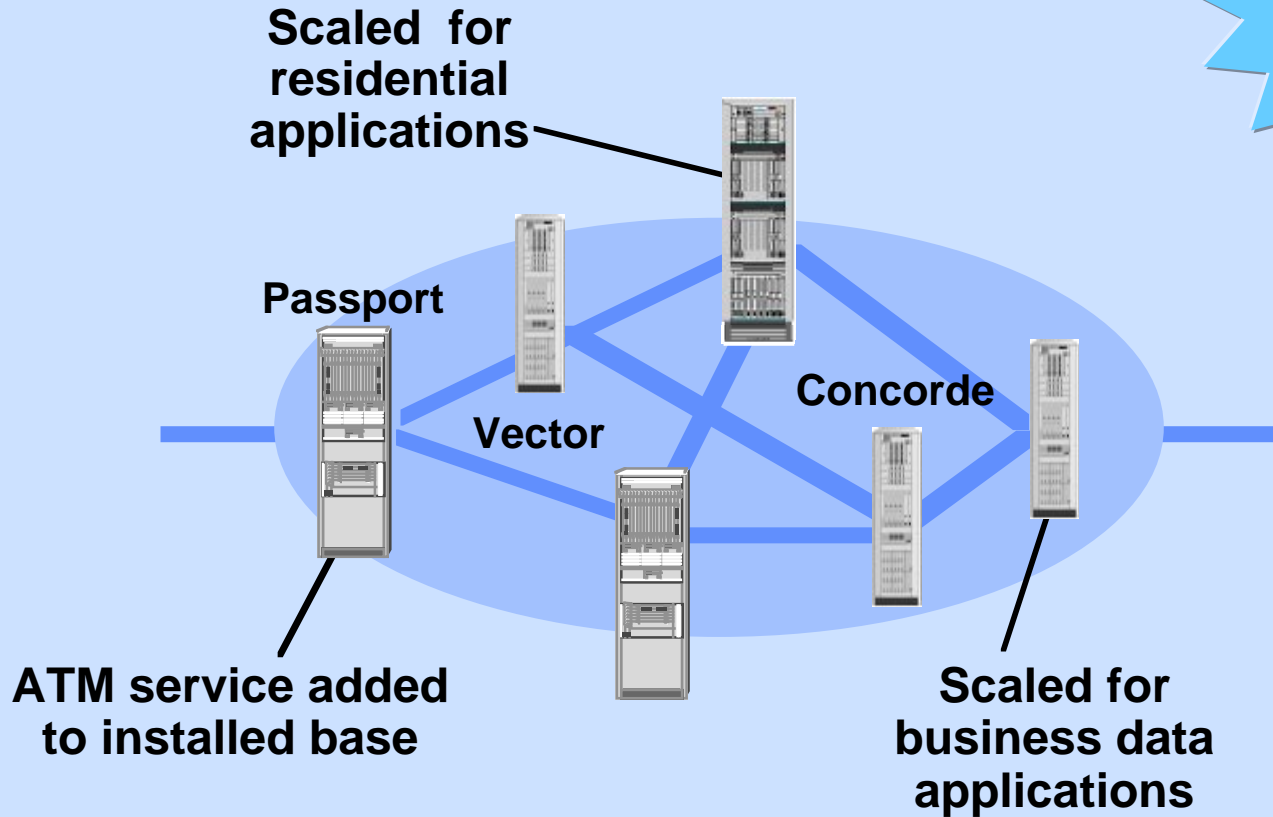 Scaled for
residential
applications
Passport
Concorde
Vector
ATM service added
to installed base
Scaled for
business data
applications